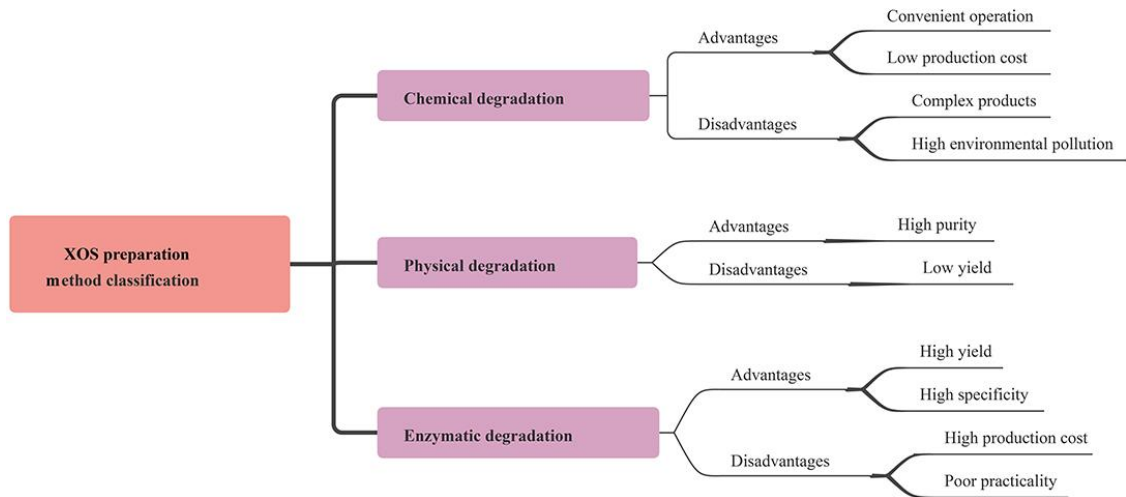 XOS preparation
method classification
Chemical degradation
Advantages
Convenient operation
Low production cost
Disadvantages
Complex products
High environmental pollution
Physical degradation
Advantages
High purity
Disadvantages
Low yield
Enzymatic degradation
Advantages
High yield
High specificity
Disadvantages
High production cost
Poor practicality